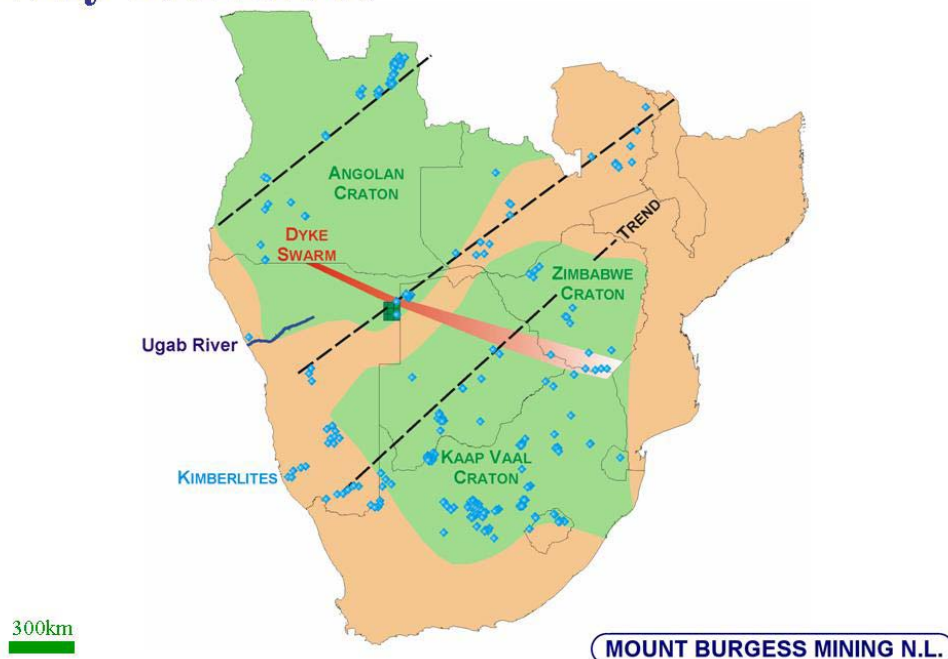 ANGOLAN
CRATON
DYKE
SWARM
TREND
ZIMBABWE
CRATON
Ugab River
KIMBERLITES
KAAP VAAL
CRATON
300km
MOUNT BURGESS MINING N.L.